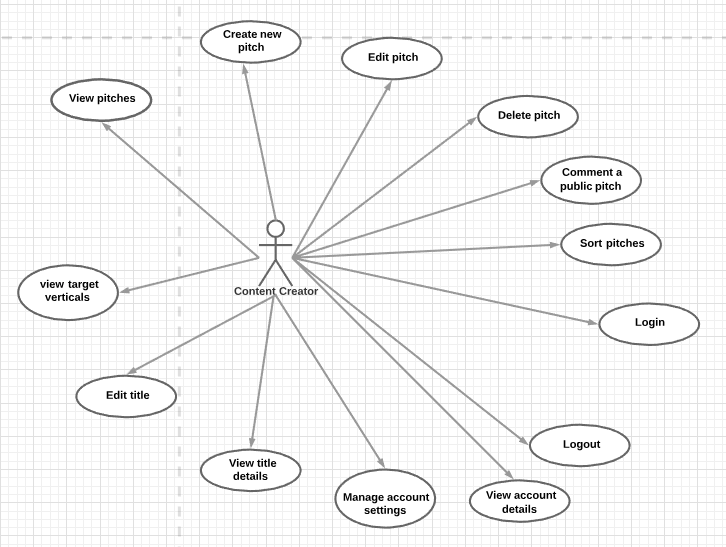 Create new
pitch
Edit pitch
View pitches
Delete pitch
Comment a
public pitch
Sort pitches
view target
verticals
Content Creator
Login
Edit title
Logout
View title
details
Manage account
settings
View account
details